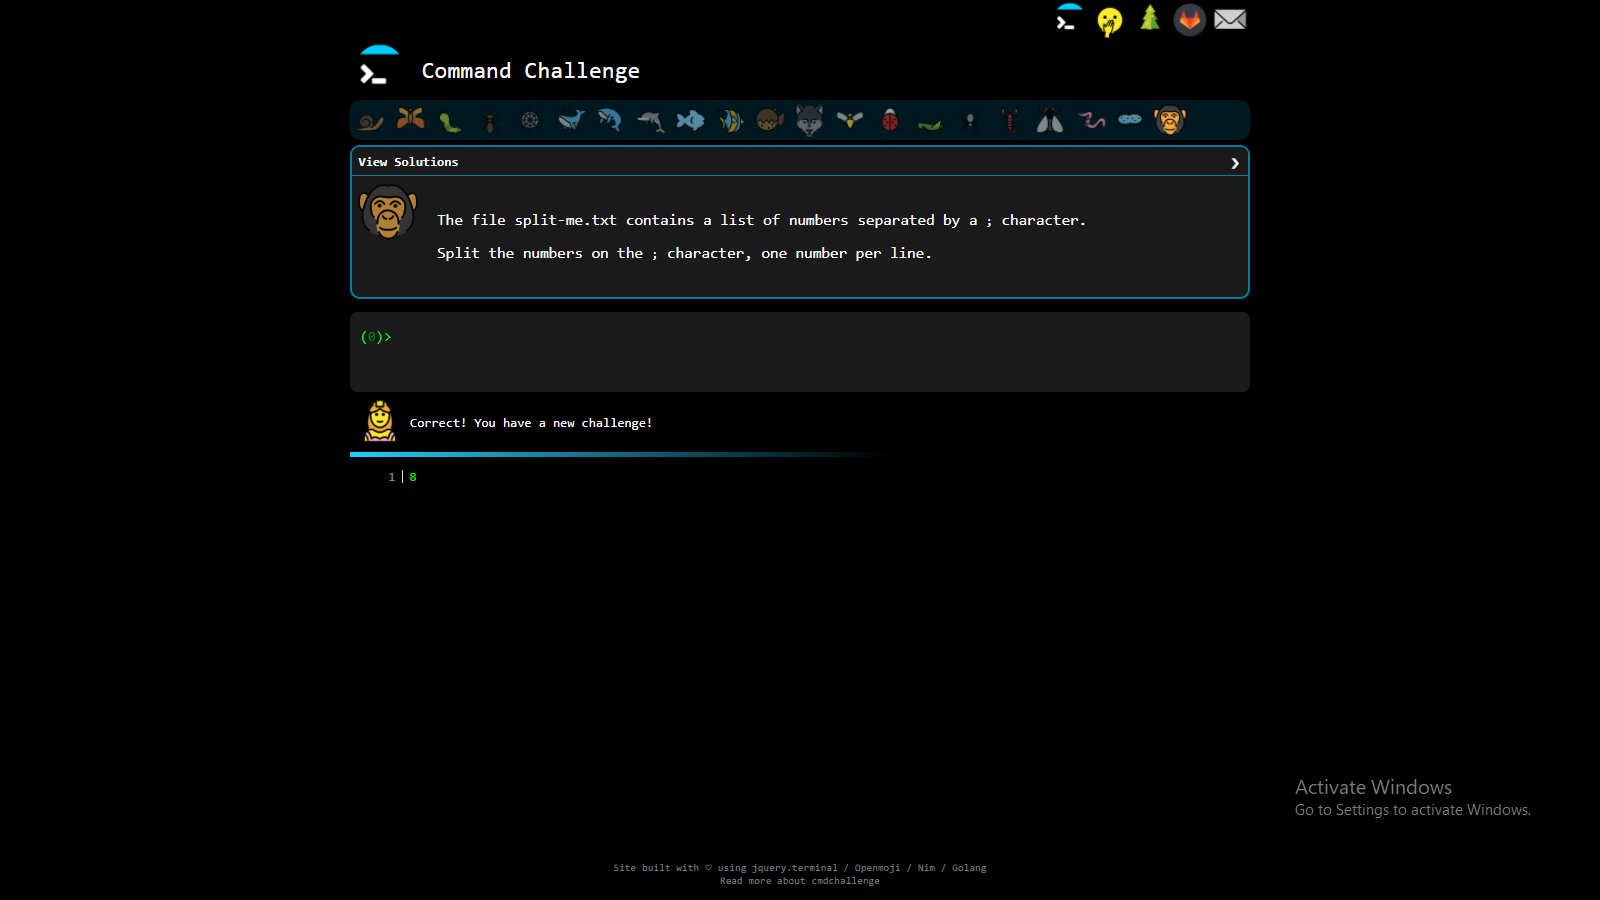 Command Challenge
View Solutions
The file split-me.txt contains a list of numbers separated by a ; character.
Split the numbers on the ; character, one number per line.
(0)>
Correct! You have a new challenge!
1 8
Activate Windows
Go to Settings to activate Windows.
Site built with ♡ using jquery.terminal / Openmoji / Nim / Golang
Read more about cmdchallenge